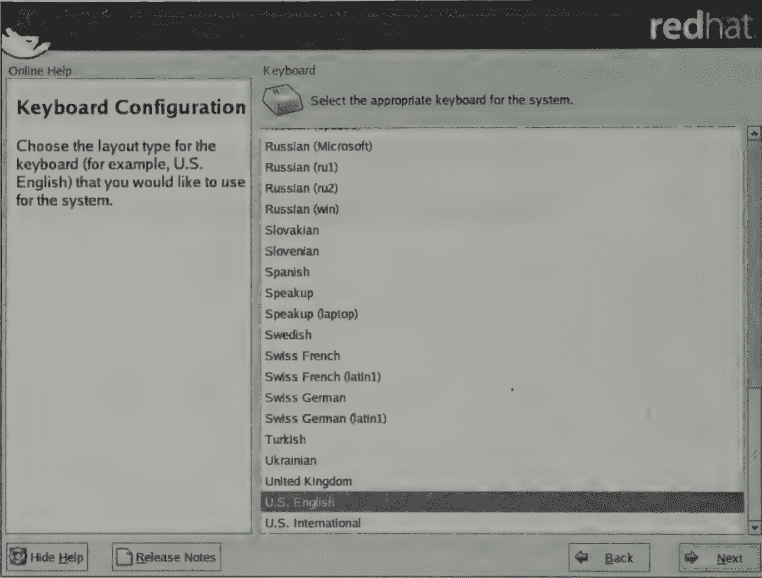 redhat
Online Help
Keyboard Configuration
Choose the layout type for the
keyboard (for example, U.S.
English) that you would like to use
for the system.
Keyboard
Select the appropriate keyboard for the system.
Russian (Microsoft)
Russian (ru1)
Russian (ru2)
Russian (win)
Slovakian
Slovenian
Spanish
Speakup
Speakup (laptop)
Swedish
Swiss French
Swiss French (latin1)
Swiss German
Swiss German (latin1)
Turkish
Ukrainian
United Kingdom
U.S. English
U.S. International
Hide Help
Release Notes
Back
Next